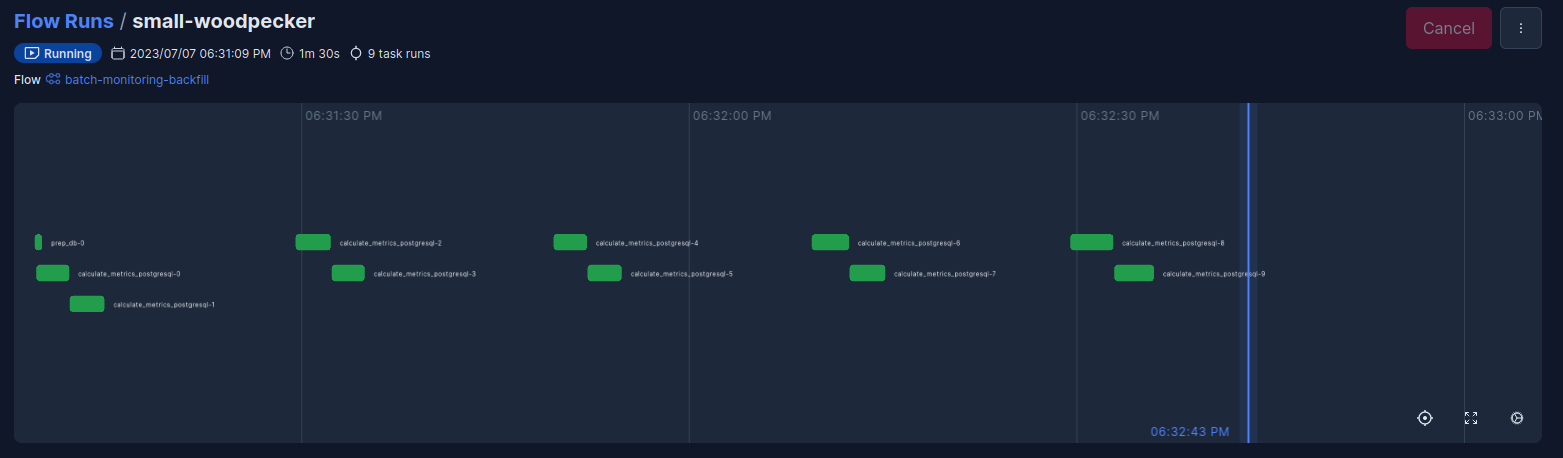 Flow Runs / small-woodpecker
Cancel
Running 2023/07/07 06:31:09 PM 1m 30s 9 task runs
Flow batch-monitoring-backfill
06:31:30 PM 06:32:00 PM 06:32:30 PM 06:33:00 PM
prep_db-0 calculate_metrics_postgresql-2 calculate_metrics_postgresql-4 calculate_metrics_postgresql-6 calculate_metrics_postgresql-8
calculate_metrics_postgresql-0 calculate_metrics_postgresql-3 calculate_metrics_postgresql-5 calculate_metrics_postgresql-7 calculate_metrics_postgresql-9
calculate_metrics_postgresql-1
06:32:43 PM